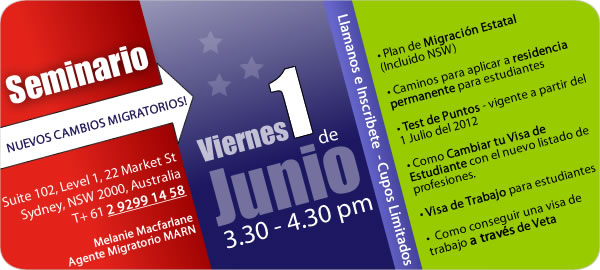 Seminario
NUEVOS CAMBIOS MIGRATORIOS!
Suite 102, Level 1, 22 Market St
Sydney, NSW 2000, Australia
T+ 61 2 9299 14 58
Melanie Macfarlane
Agente Migratorio MARN
Viernes 1 de
Junio
3.30 - 4.30 pm
Llamanos e Inscribete - Cupos Limitados
• Plan de Migración Estatal
(Incluido NSW)
• Caminos para aplicar a residencia
permanente para estudiantes
• Test de Puntos - vigente a partir del
1 Julio del 2012
• Como Cambiar tu Visa de
Estudiante con el nuevo listado de
profesiones.
• Visa de Trabajo para estudiantes
• Como conseguir una visa de
trabajo a través de Veta